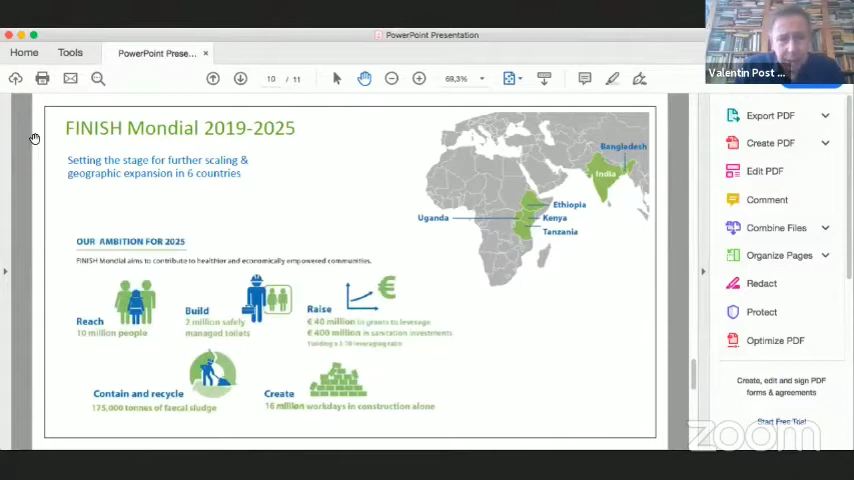 PowerPoint Presentation
Home
Tools
PowerPoint Prese... ×
10 / 11
69,3%
Valentin Post ...
FINISH Mondial 2019-2025
Setting the stage for further scaling &
geographic expansion in 6 countries
Bangladesh
India
Ethiopia
Uganda
Kenya
Tanzania
OUR AMBITION FOR 2025
FINISH Mondial aims to contribute to healthier and economically empowered communities.
Reach
10 million people
Build
2 million safely
managed toilets
Raise
€ 40 million in grants to leverage
€ 400 million in sanitation investments
Yielding a 1:10 leveraging ratio
Contain and recycle
175,000 tonnes of faecal sludge
Create
16 million workdays in construction alone
Export PDF
Create PDF
Edit PDF
Comment
Combine Files
Organize Pages
Redact
Protect
Optimize PDF
Create, edit and sign PDF
forms & agreements
Start Free Trial
zoom